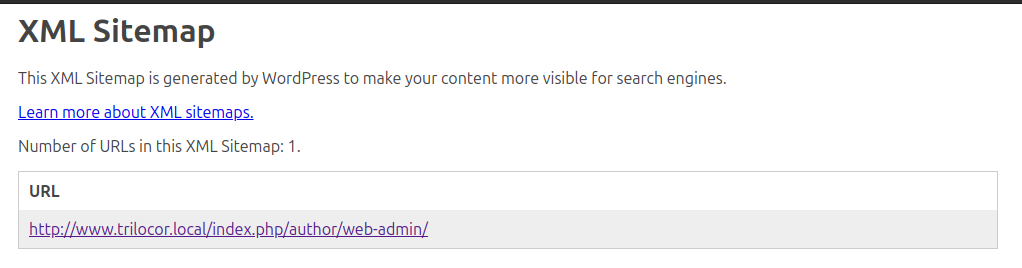 XML Sitemap
This XML Sitemap is generated by WordPress to make your content more visible for search engines.
Learn more about XML sitemaps.
Number of URLs in this XML Sitemap: 1.
URL
http://www.trilocor.local/index.php/author/web-admin/